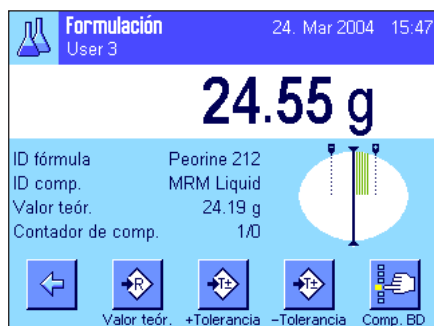 Formulación 24. Mar 2004 15:47
User 3
24.55 g
ID fórmula Peorine 212
ID comp. MRM Liquid
Valor teór. 24.19 g
Contador de comp. 1/0
R T± T±
Valor teór. +Tolerancia −Tolerancia Comp. BD